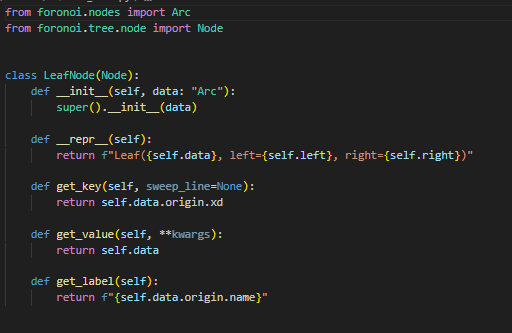 from foronoi.nodes import Arc
from foronoi.tree.node import Node
class LeafNode(Node):
    def __init__(self, data: "Arc"):
        super().__init__(data)
    def __repr__(self):
        return f"Leaf({self.data}, left={self.left}, right={self.right})"
    def get_key(self, sweep_line=None):
        return self.data.origin.xd
    def get_value(self, **kwargs):
        return self.data
    def get_label(self):
        return f"{self.data.origin.name}"